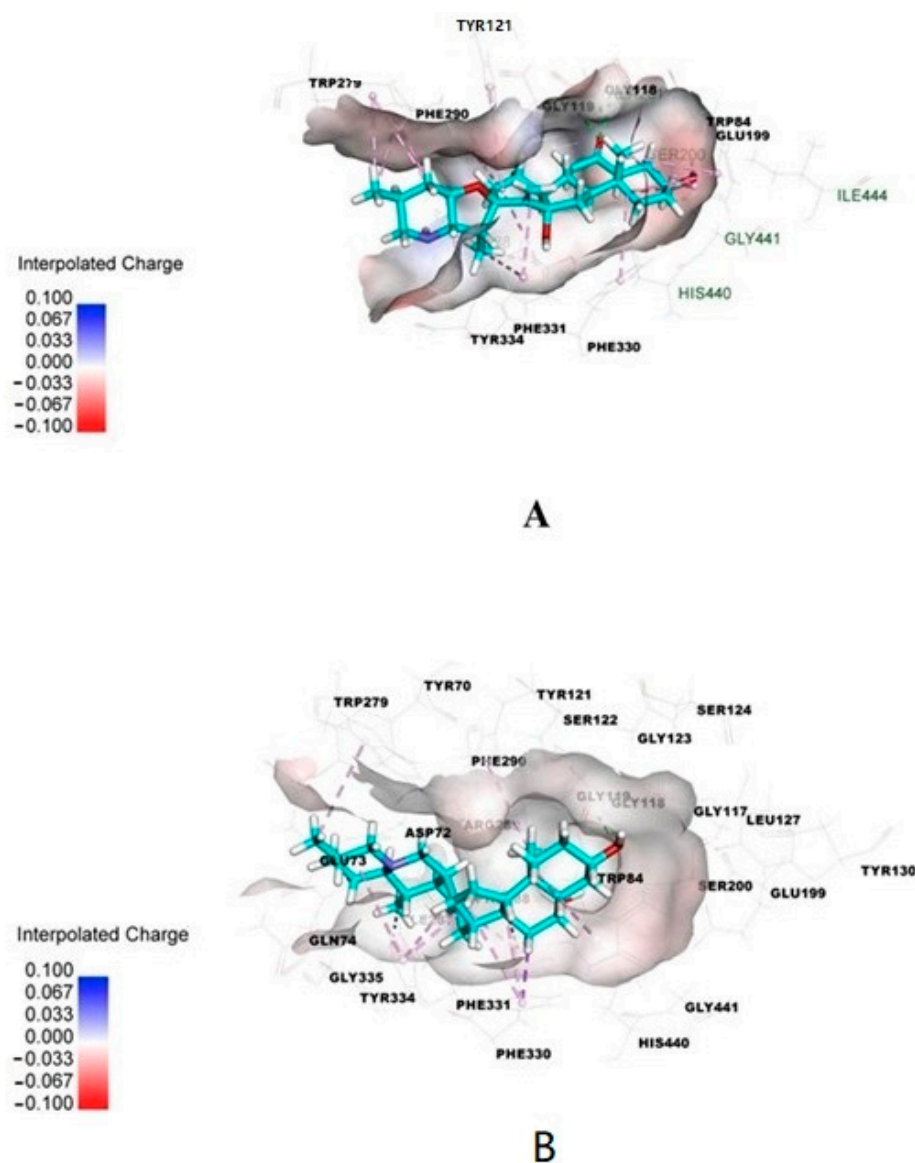 TYR121
TRP279
PHE290
GLY119
GLY118
TRP84
GLU199
SER200
ILE444
GLY441
HIS440
PHE331
TYR334
PHE330
Interpolated Charge
0.100
0.067
0.033
0.000
−0.033
−0.067
−0.100
A
TYR70
TRP279
TYR121
SER124
SER122
GLY123
PHE290
GLY119
GLY118
GLY117
LEU127
ASP72
GLU73
TRP84
TYR130
SER200
GLU199
GLN74
GLY335
TYR334
PHE331
GLY441
HIS440
PHE330
Interpolated Charge
0.100
0.067
0.033
0.000
−0.033
−0.067
−0.100
B